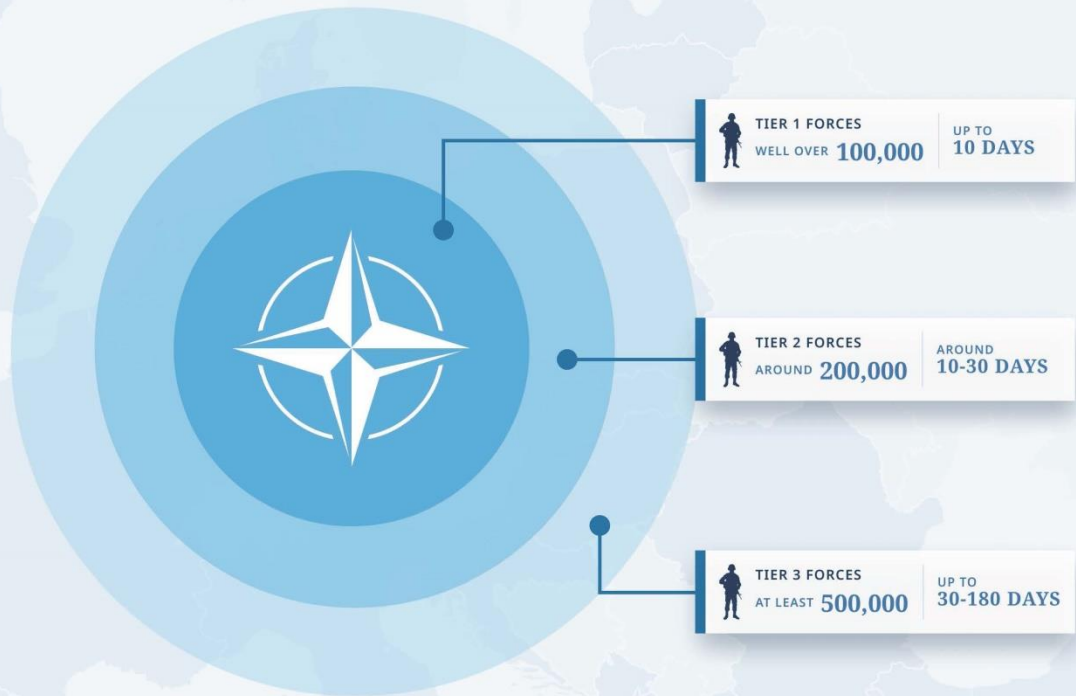 TIER 1 FORCES
WELL OVER 100,000
UP TO
10 DAYS
TIER 2 FORCES
AROUND 200,000
AROUND
10-30 DAYS
TIER 3 FORCES
AT LEAST 500,000
UP TO
30-180 DAYS